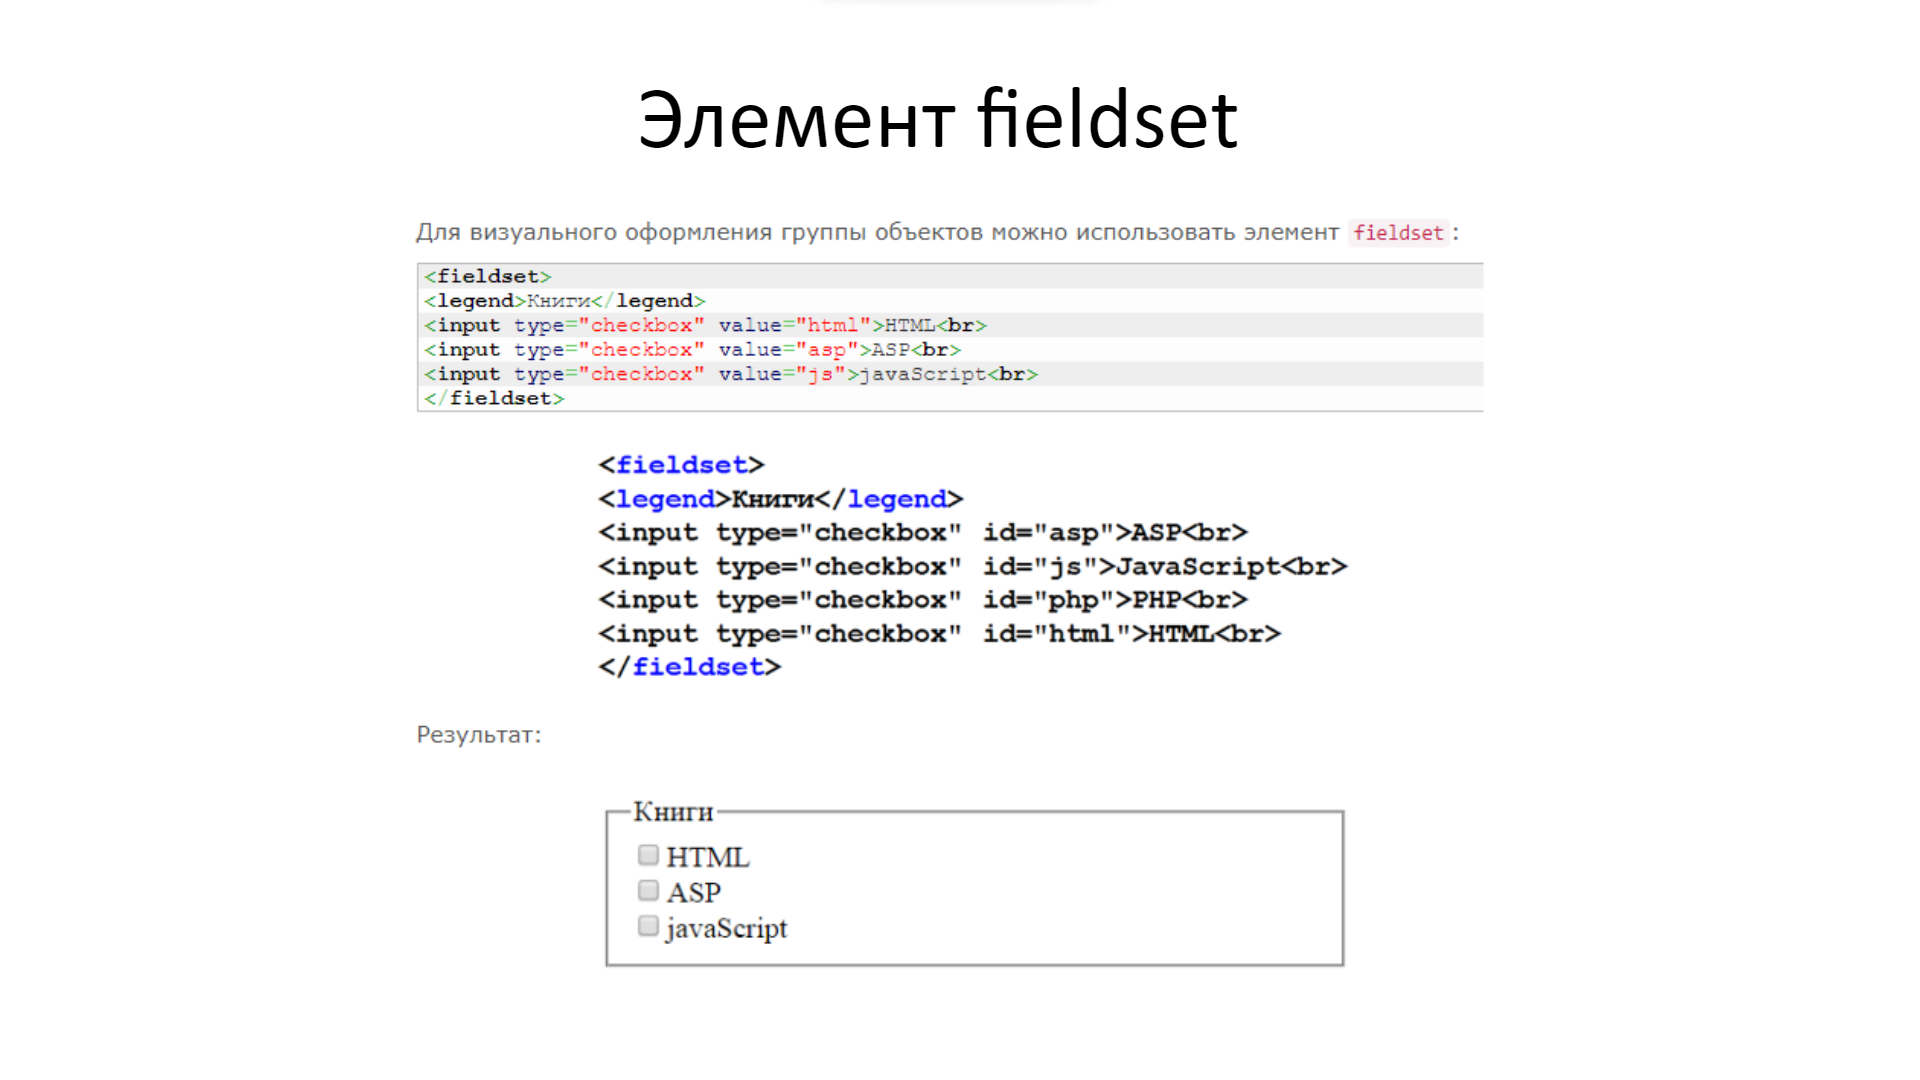 Элемент fieldset
Для визуального оформления группы объектов можно использовать элемент fieldset:
<fieldset>
<legend>Книги</legend>
<input type="checkbox" value="html">HTML<br>
<input type="checkbox" value="asp">ASP<br>
<input type="checkbox" value="js">javaScript<br>
</fieldset>
<fieldset>
<legend>Книги</legend>
<input type="checkbox" id="asp">ASP<br>
<input type="checkbox" id="js">JavaScript<br>
<input type="checkbox" id="php">PHP<br>
<input type="checkbox" id="html">HTML<br>
</fieldset>
Результат:
Книги
HTML
ASP
javaScript